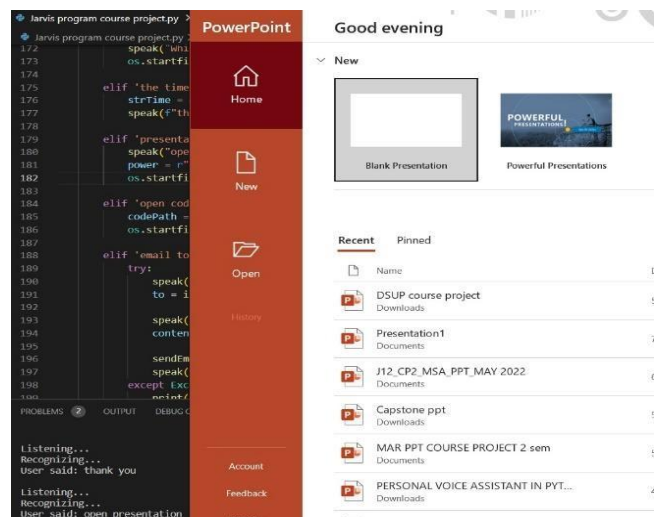 Jarvis program course project.py
Jarvis program course project.py
172 speak("Whi
173 os.startfi
174
175 elif 'the time
176 strTime =
177 speak(f"th
178
179 elif 'presenta
180 speak("ope
181 power = r"
182 os.startfi
183
184 elif 'open cod
185 codePath =
186 os.startfi
187
188 elif 'email to
189 try:
190 speak(
191 to = i
192
193 speak(
194 conten
195
196 sendEm
197 speak(
198 except Exc
199 print(
PROBLEMS 2 OUTPUT DEBUG C
Listening...
Recognizing...
User said: thank you
Listening...
Recognizing...
User said: open presentation
PowerPoint
Home
New
Open
History
Account
Feedback
Good evening
New
POWERFUL
PRESENTATIONS
Blank Presentation
Powerful Presentations
Recent Pinned
Name
DSUP course project
Downloads
Presentation1
Documents
J12_CP2_MSA_PPT_MAY 2022
Documents
Capstone ppt
Downloads
MAR PPT COURSE PROJECT 2 sem
Documents
PERSONAL VOICE ASSISTANT IN PYT...
Downloads